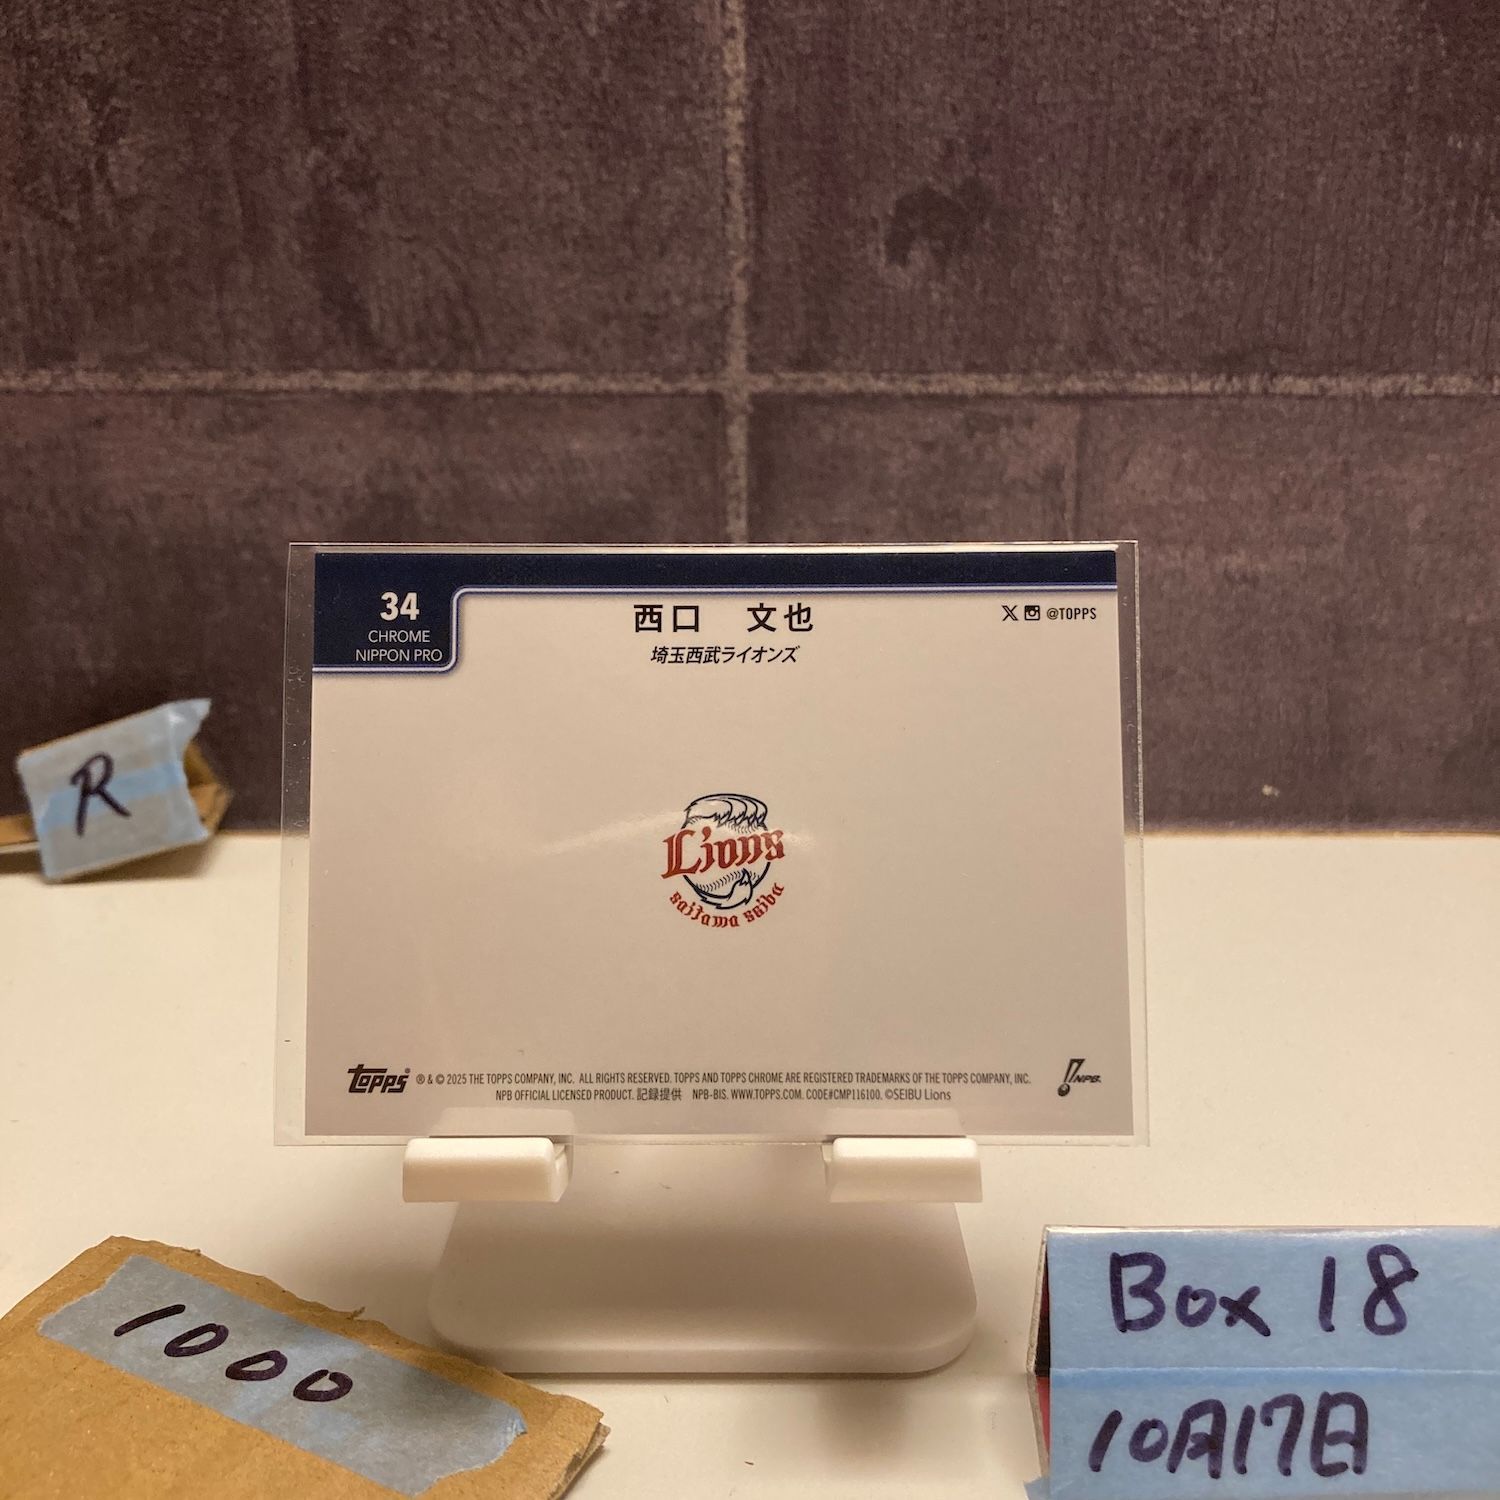 34
CHROME
NIPPON PRO
西口 文也
埼玉西武ライオンズ
@TOPPS
R
Lions
saitama seibu
topps
® & © 2025 THE TOPPS COMPANY, INC. ALL RIGHTS RESERVED. TOPPS AND TOPPS CHROME ARE REGISTERED TRADEMARKS OF THE TOPPS COMPANY, INC.
NPB OFFICIAL LICENSED PRODUCT. 記録提供 NPB-BIS. WWW.TOPPS.COM. CODE#CMP116100. ©SEIBU Lions
NPB
1000
Box 18
10月17日